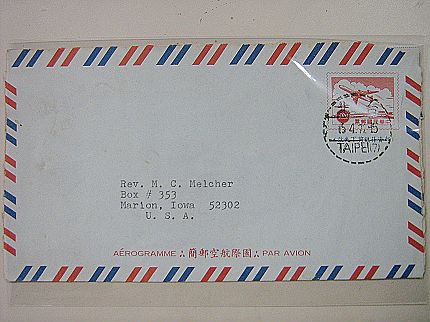 TAIPEI
Rev. M. C. Melcher
Box # 353
Marion, Iowa 52302
U. S. A.
AÉROGRAMME ∴ 簡郵空航際國 ∴ PAR AVION